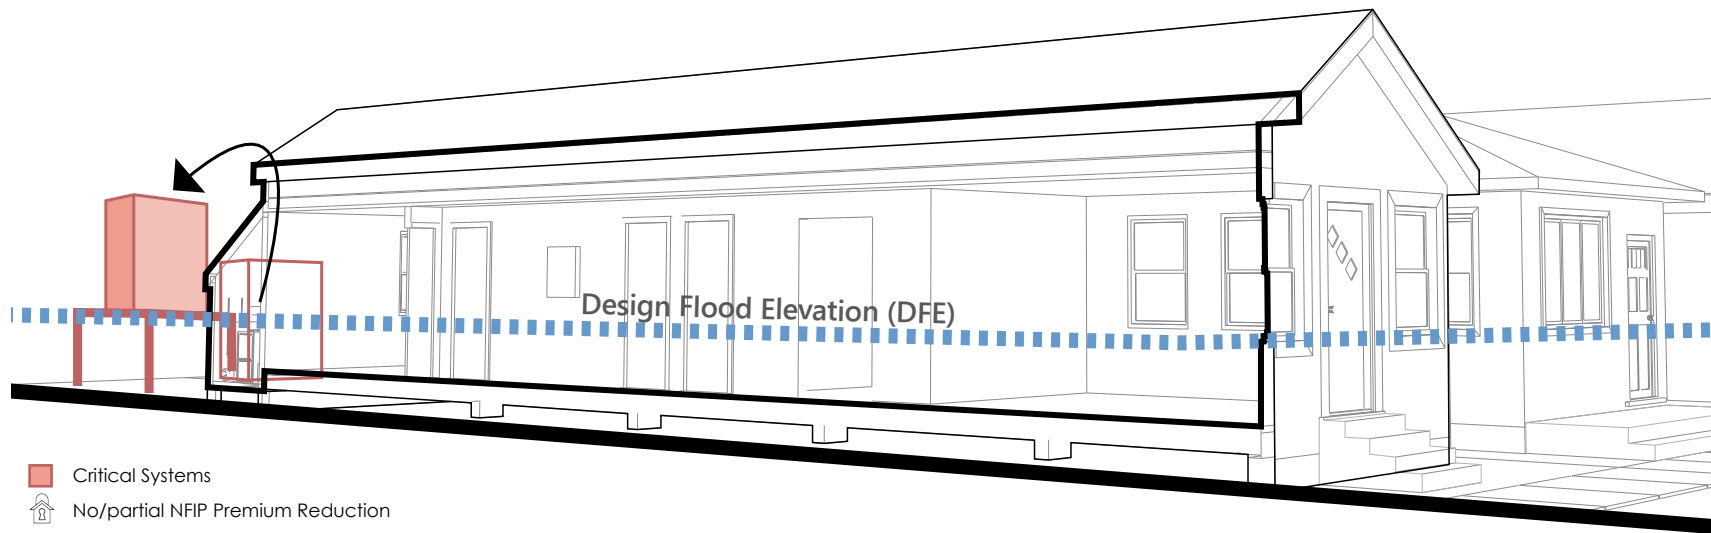 Design Flood Elevation (DFE)
Critical Systems
No/partial NFIP Premium Reduction